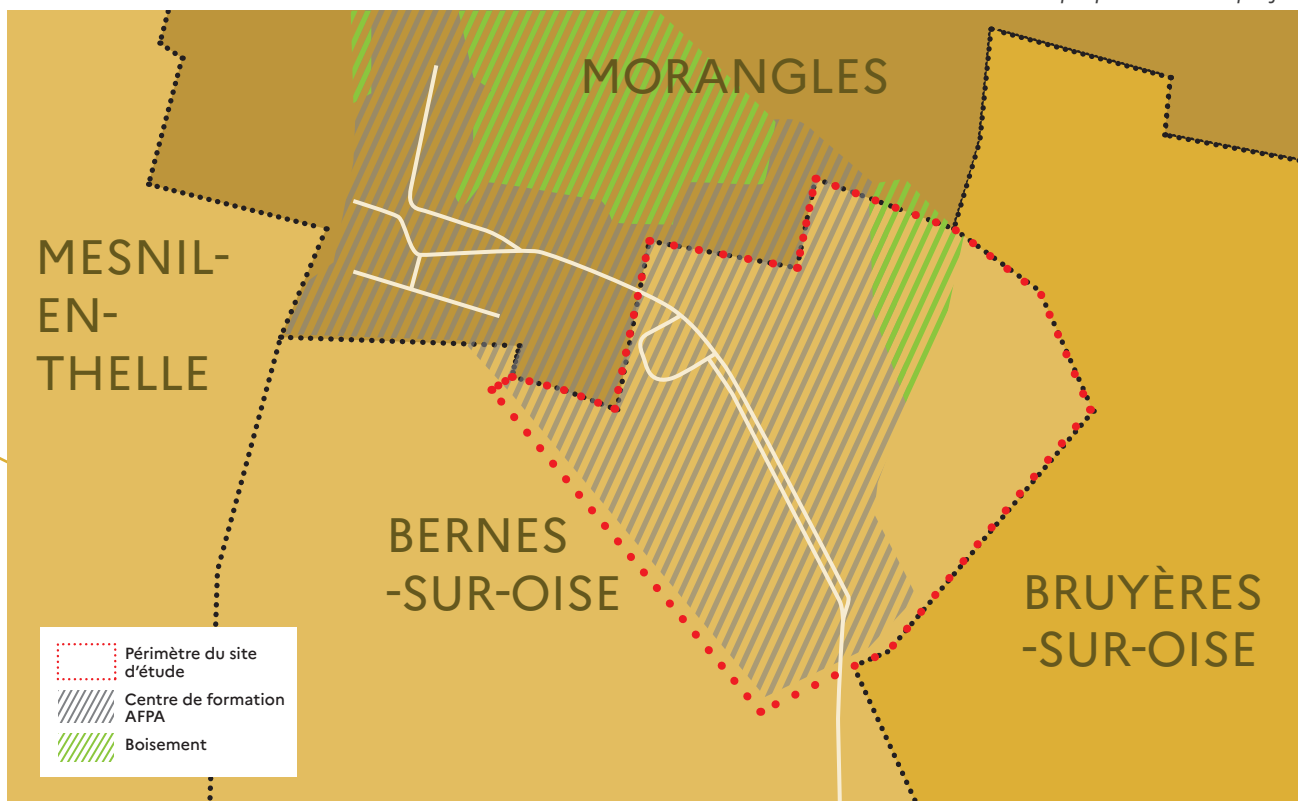 MORANGLES
MESNIL-
EN-
THELLE
BERNES
-SUR-OISE
BRUYÈRES
-SUR-OISE
Périmètre du site
d'étude
Centre de formation
AFPA
Boisement